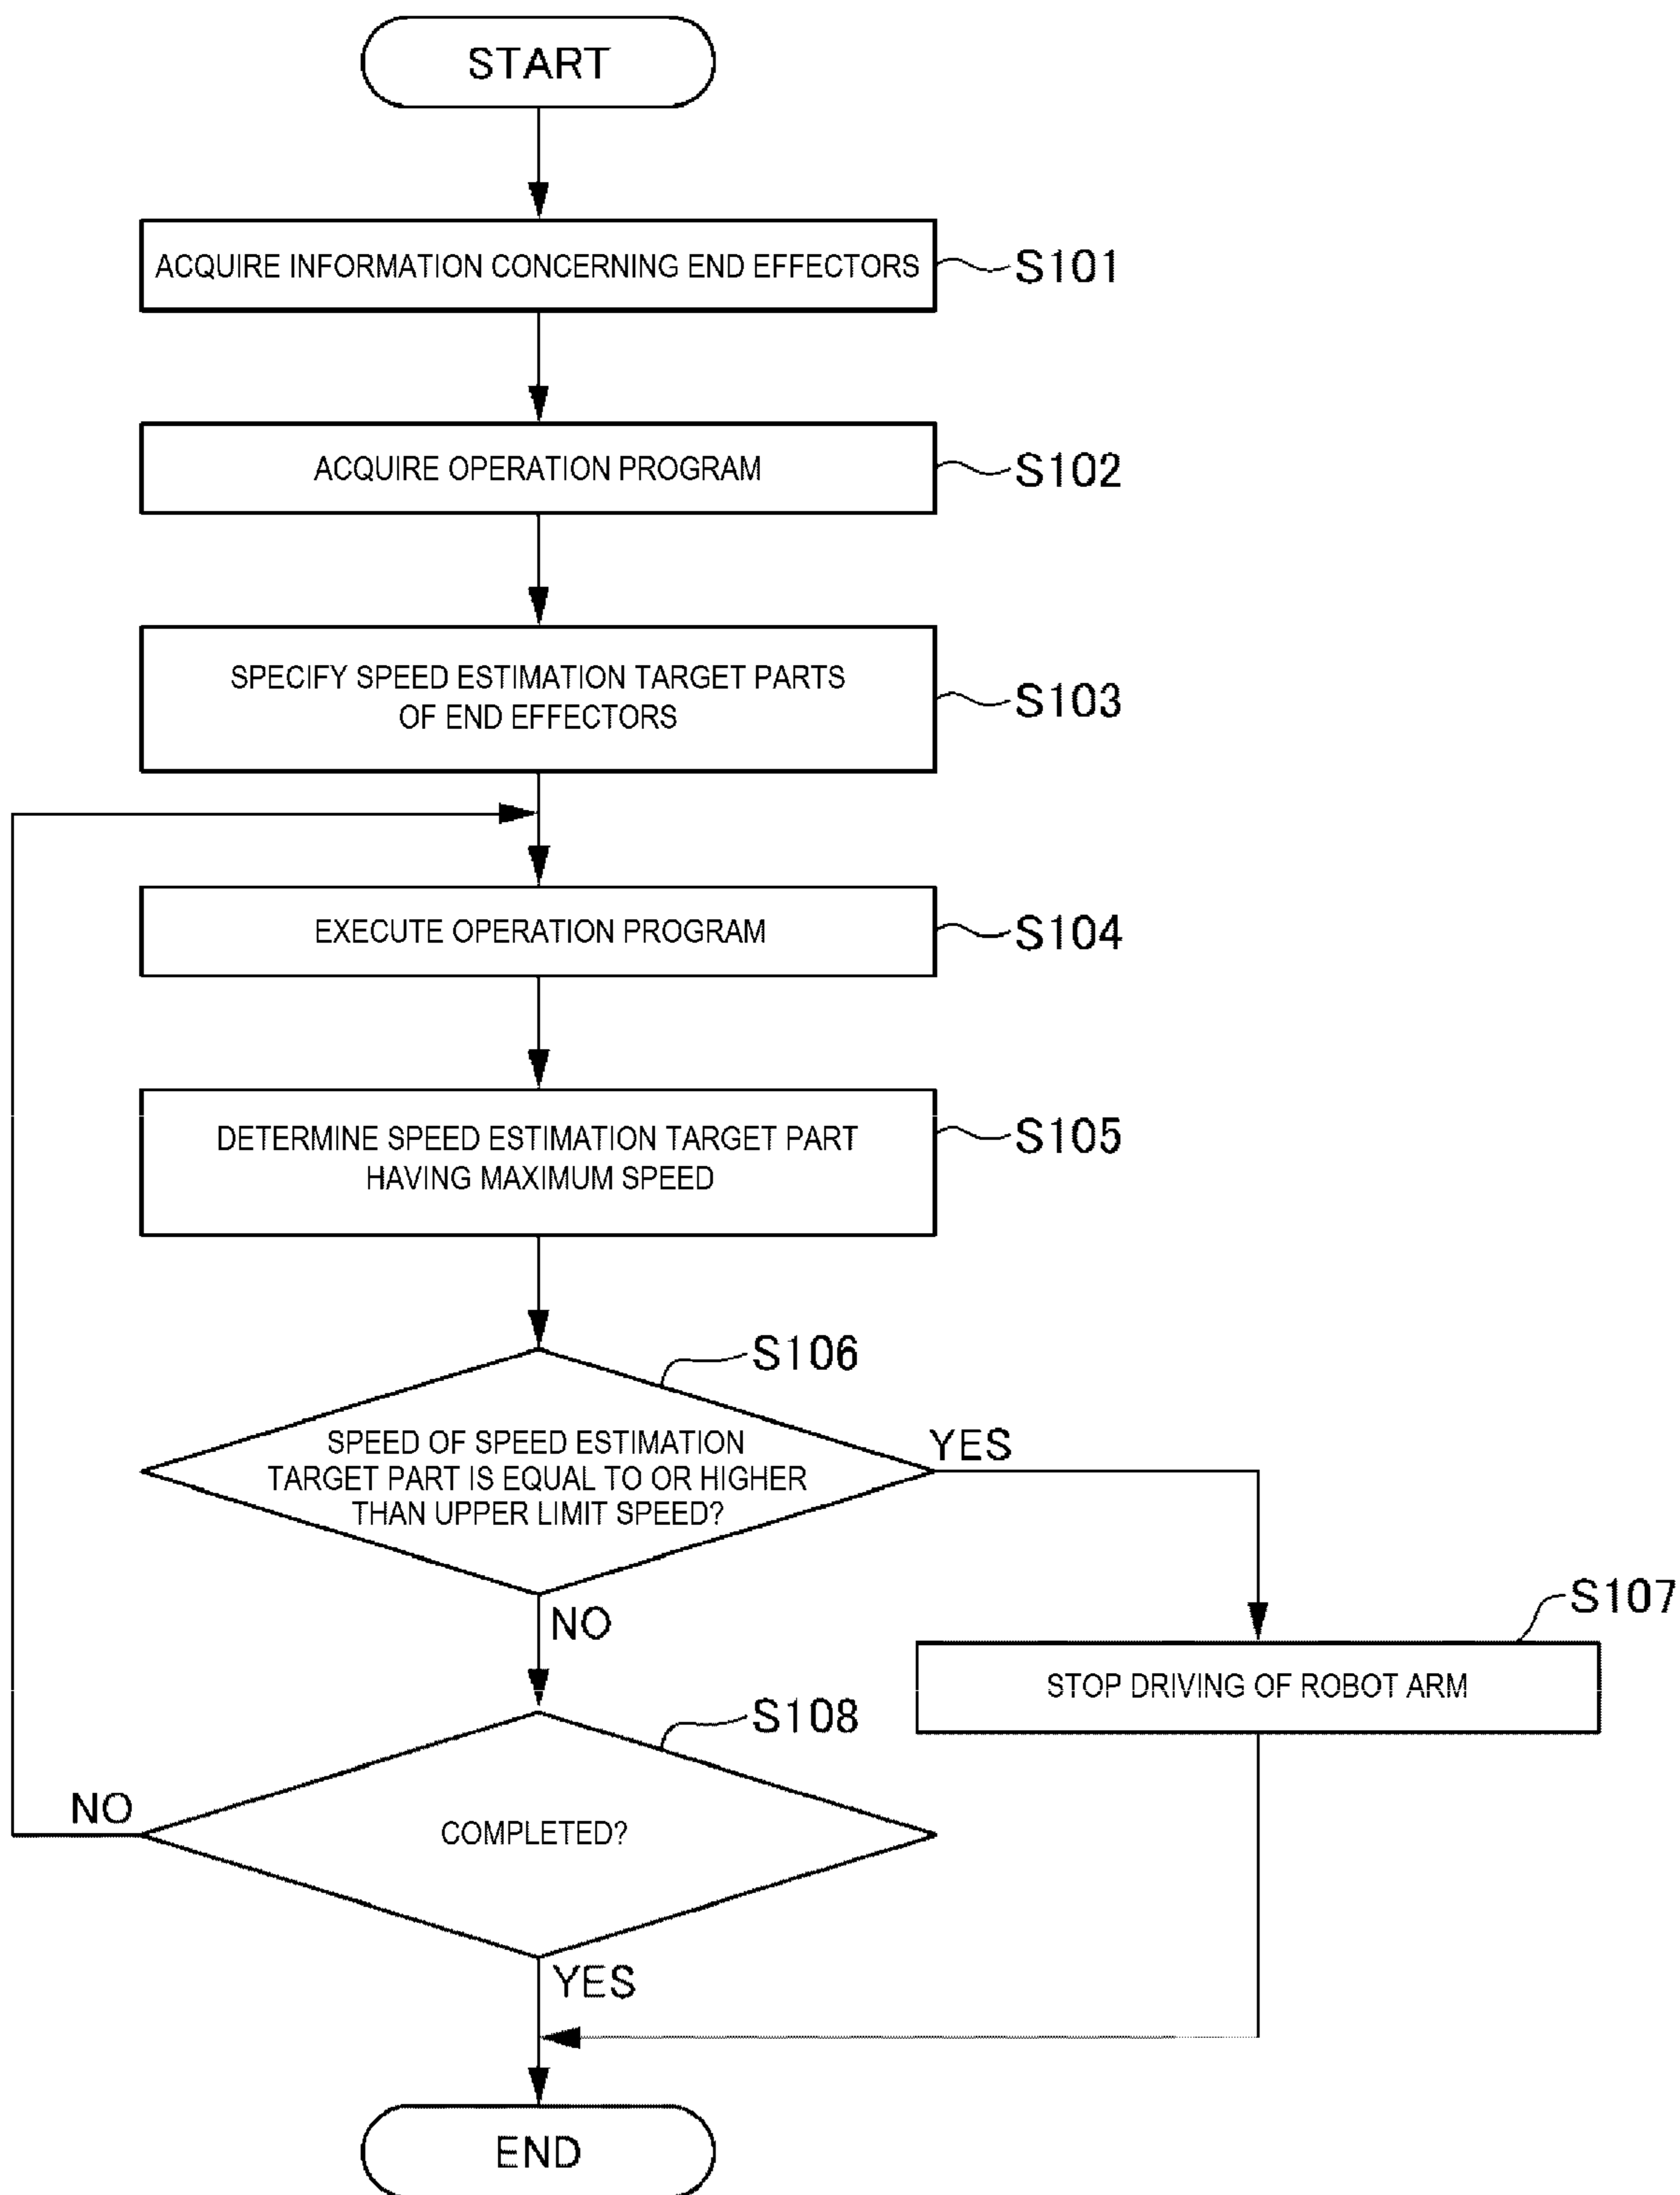 START
ACQUIRE INFORMATION CONCERNING END EFFECTORS
S101
ACQUIRE OPERATION PROGRAM
S102
SPECIFY SPEED ESTIMATION TARGET PARTS
OF END EFFECTORS
S103
EXECUTE OPERATION PROGRAM
S104
DETERMINE SPEED ESTIMATION TARGET PART
HAVING MAXIMUM SPEED
S105
S106
SPEED OF SPEED ESTIMATION
TARGET PART IS EQUAL TO OR HIGHER
THAN UPPER LIMIT SPEED?
YES
NO
S107
STOP DRIVING OF ROBOT ARM
S108
COMPLETED?
NO
YES
END